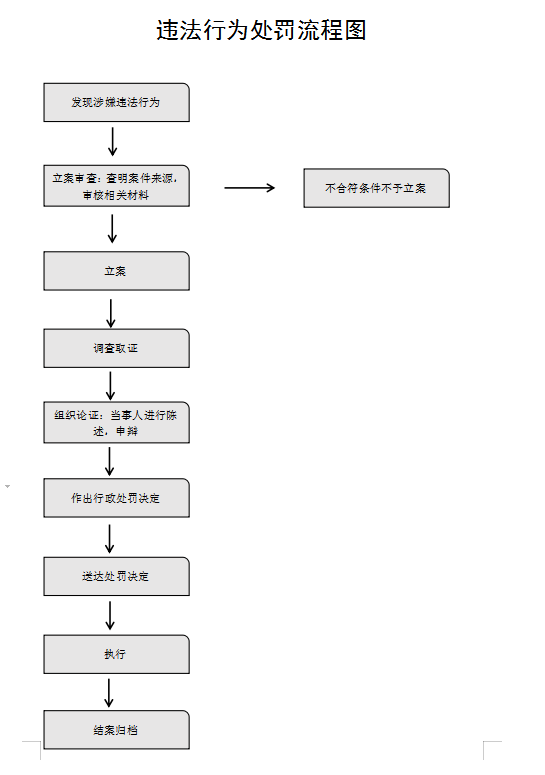 违法行为处罚流程图
发现涉嫌违法行为
立案审查：查明案件来源，
审核相关材料
不合符条件不予立案
立案
调查取证
组织论证：当事人进行陈
述，申辩
作出行政处罚决定
送达处罚决定
执行
结案归档